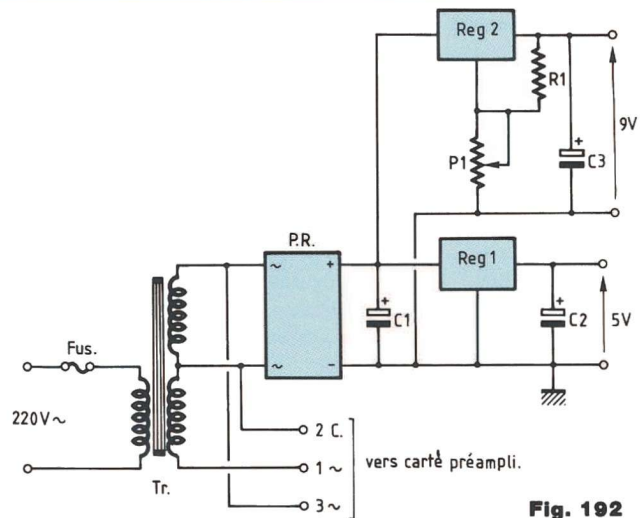 Reg 2
R1
P1
+
C3
9V
P.R.
~
+
~
-
Reg 1
+
C1
+
C2
5V
Fus.
220V ~
Tr.
2 C.
1 ~
3 ~
vers carte préampli.
Fig. 192